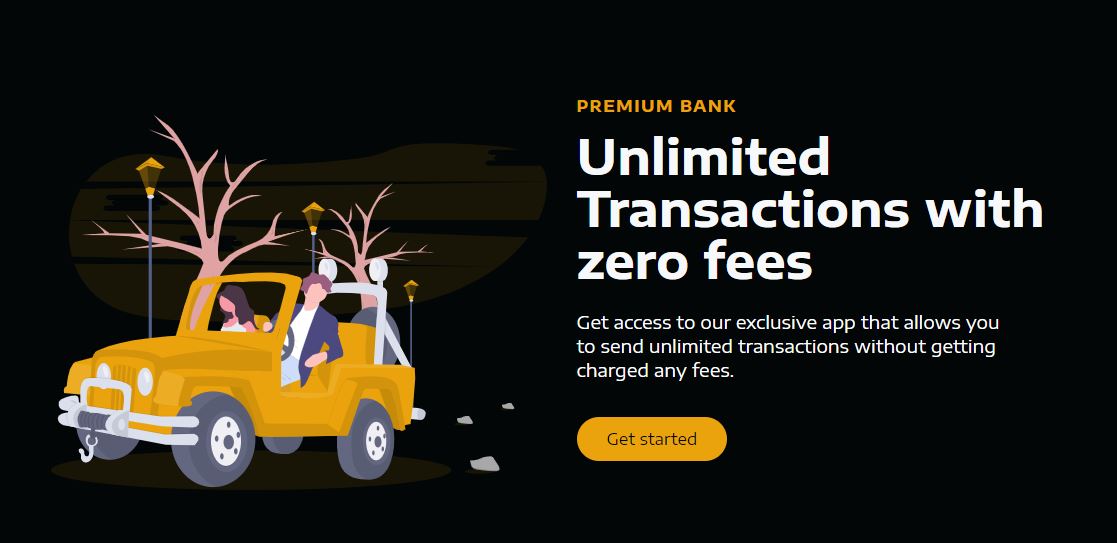 PREMIUM BANK
Unlimited
Transactions with
zero fees
Get access to our exclusive app that allows you
to send unlimited transactions without getting
charged any fees.
Get started